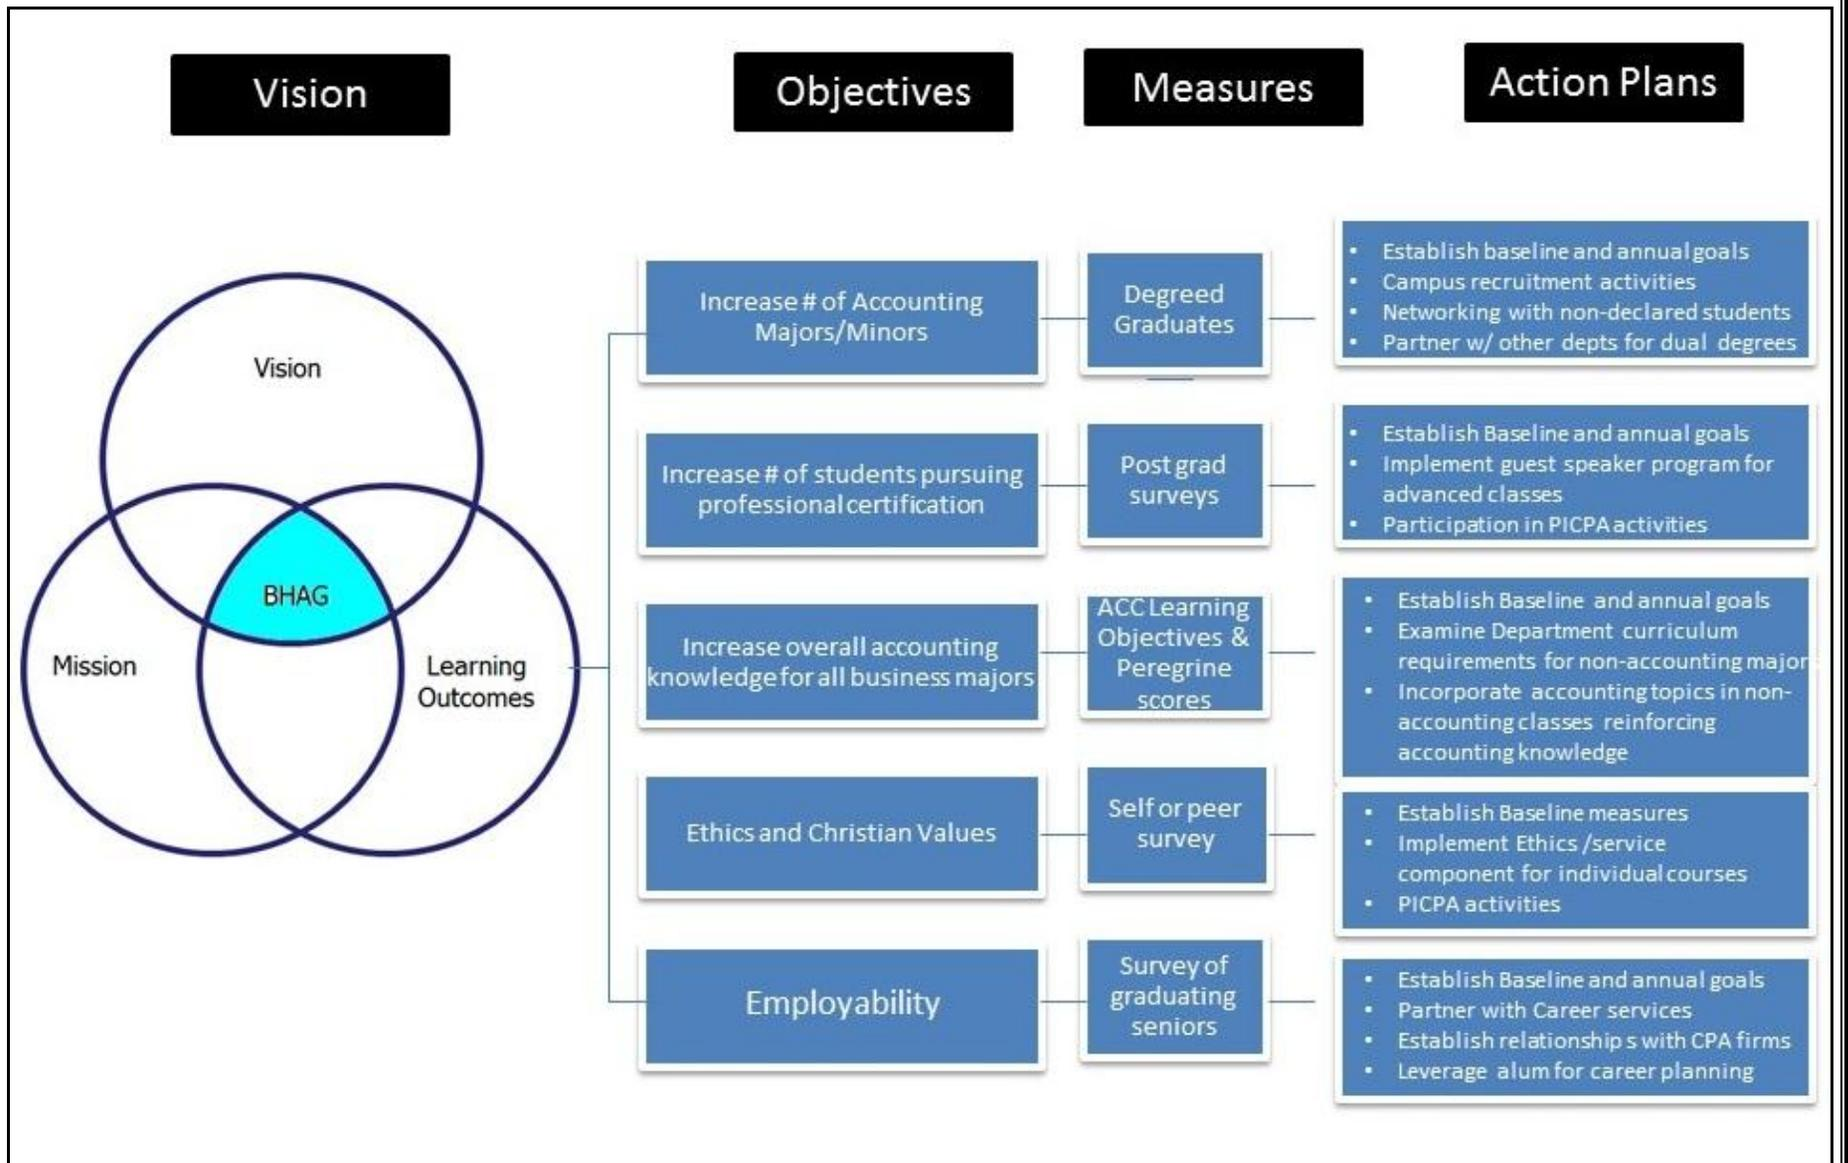 Vision
Objectives
Measures
Action Plans
Vision
BHAG
Mission
Learning
Outcomes
Increase # of Accounting
Majors/Minors
Degreed
Graduates
• Establish baseline and annual goals
• Campus recruitment activities
• Networking with non-declared students
• Partner w/ other depts for dual degrees
Increase # of students pursuing
professional certification
Post grad
surveys
• Establish Baseline and annual goals
• Implement guest speaker program for
advanced classes
• Participation in PICPA activities
Increase overall accounting
knowledge for all business majors
ACC Learning
Objectives &
Peregrine
scores
• Establish Baseline and annual goals
• Examine Department curriculum
requirements for non-accounting majors
• Incorporate accounting topics in non-
accounting classes reinforcing
accounting knowledge
Ethics and Christian Values
Self or peer
survey
• Establish Baseline measures
• Implement Ethics /service
component for individual courses
• PICPA activities
Employability
Survey of
graduating
seniors
• Establish Baseline and annual goals
• Partner with Career services
• Establish relationship s with CPA firms
• Leverage alum for career planning